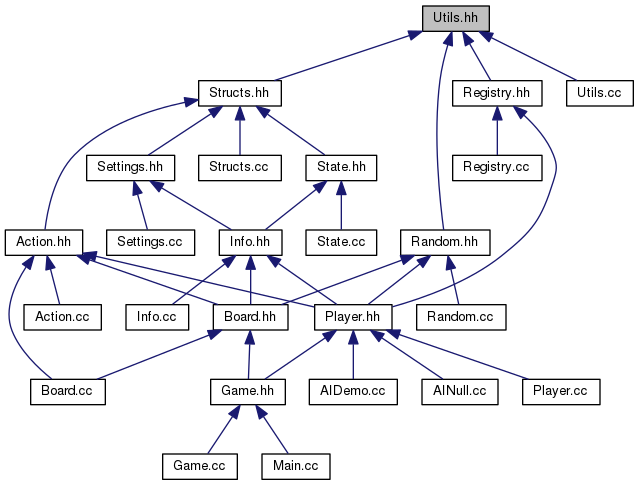 Utils.hh
Structs.hh
Registry.hh
Utils.cc
Settings.hh
Structs.cc
State.hh
Registry.cc
Action.hh
Settings.cc
Info.hh
State.cc
Random.hh
Action.cc
Info.cc
Board.hh
Player.hh
Random.cc
Board.cc
Game.hh
AIDemo.cc
AINull.cc
Player.cc
Game.cc
Main.cc